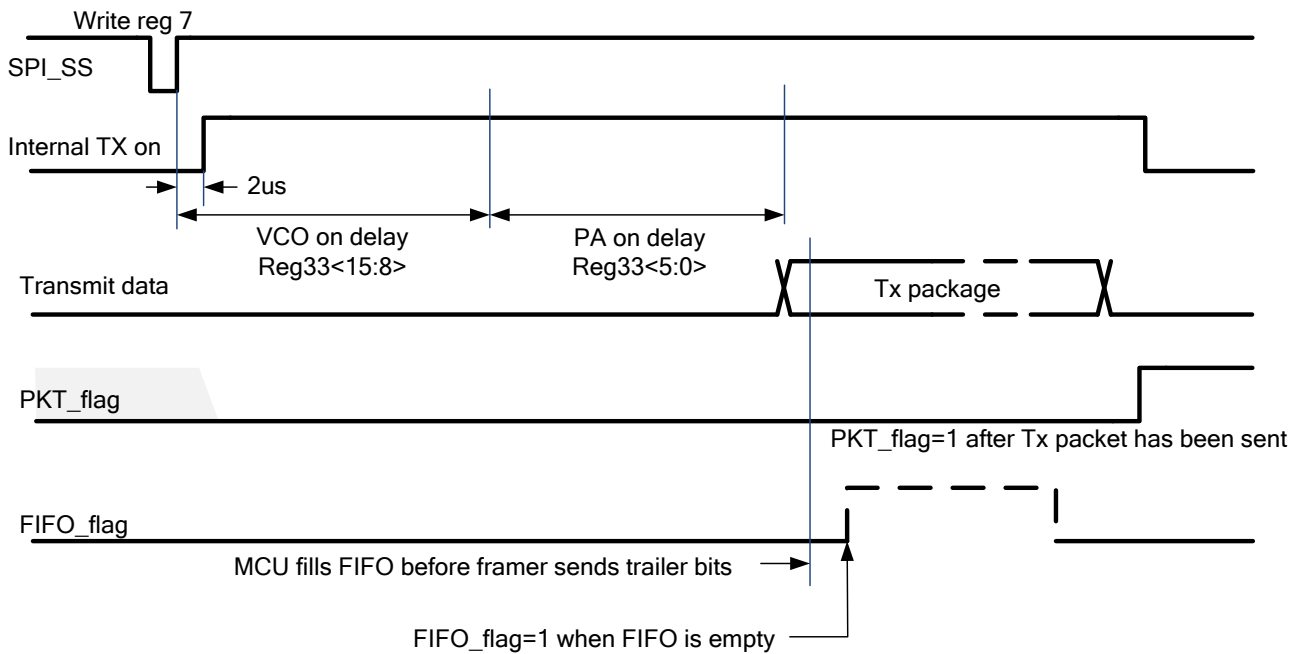 Write reg 7
SPI_SS
Internal TX on
2us
VCO on delay
Reg33<15:8>
PA on delay
Reg33<5:0>
Transmit data
Tx package
PKT_flag
PKT_flag=1 after Tx packet has been sent
FIFO_flag
MCU fills FIFO before framer sends trailer bits
FIFO_flag=1 when FIFO is empty